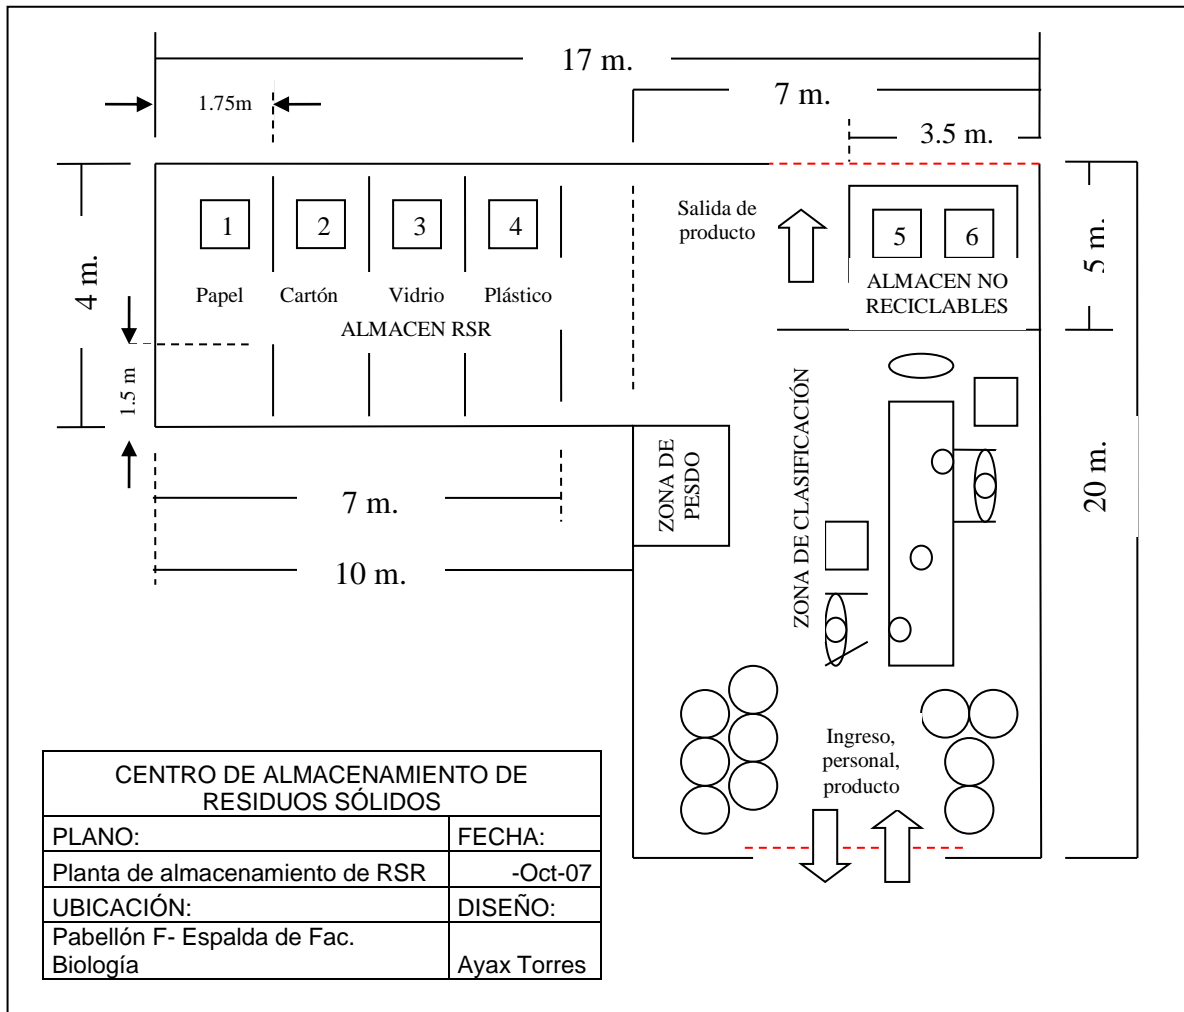 17 m.
7 m.
1.75m
3.5 m.
4 m.
1.5 m
1
2
3
4
Papel
Cartón
Vidrio
Plástico
ALMACEN RSR
Salida de
producto
5
6
ALMACEN NO
RECICLABLES
5 m.
20 m.
ZONA DE
PESDO
ZONA DE CLASIFICACIÓN
7 m.
10 m.
Ingreso,
personal,
producto
CENTRO DE ALMACENAMIENTO DE
RESIDUOS SÓLIDOS
PLANO:
FECHA:
Planta de almacenamiento de RSR
-Oct-07
UBICACIÓN:
DISEÑO:
Pabellón F- Espalda de Fac.
Biología
Ayax Torres